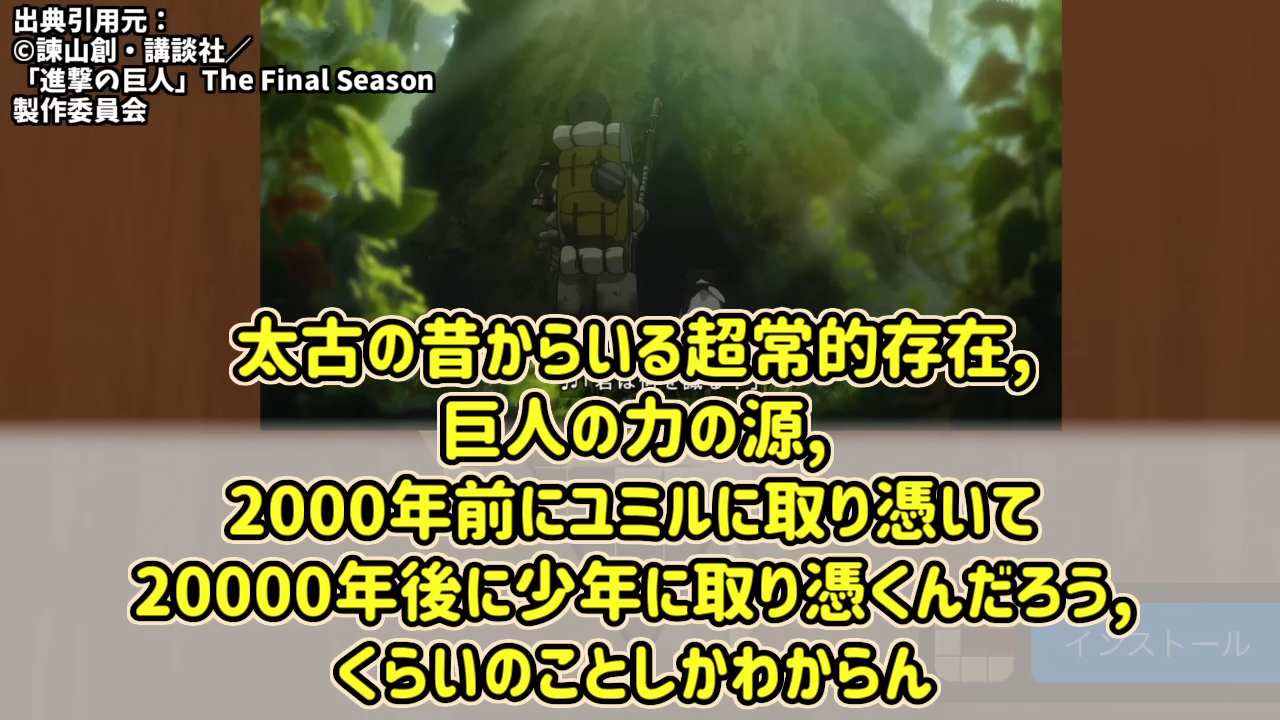 出典引用元：
©諫山創・講談社／
「進撃の巨人」The Final Season
製作委員会
太古の昔からいる超常的存在,
巨人の力の源,
2000年前にユミルに取り憑いて
20000年後に少年に取り憑くんだろう,
くらいのことしかわからん
インストール